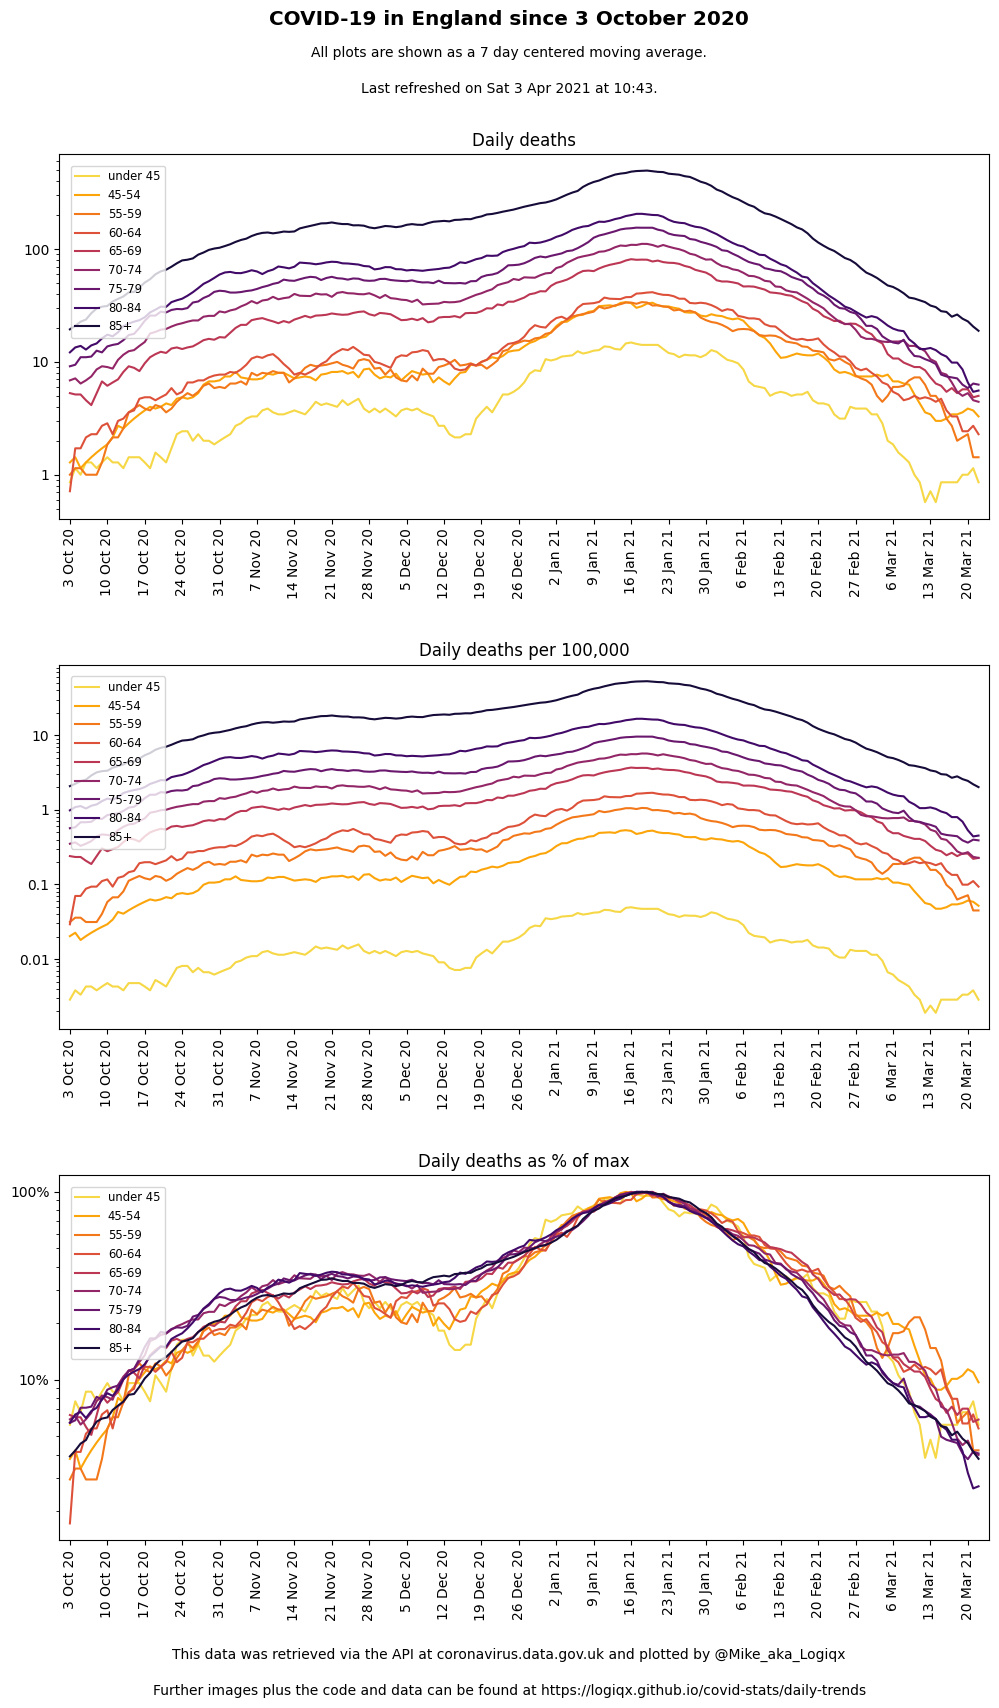 COVID-19 in England since 3 October 2020
All plots are shown as a 7 day centered moving average.
Last refreshed on Sat 3 Apr 2021 at 10:43.
Daily deaths
under 45
45-54
55-59
60-64
65-69
70-74
75-79
80-84
85+
100
10
1
3 Oct 20
10 Oct 20
17 Oct 20
24 Oct 20
31 Oct 20
7 Nov 20
14 Nov 20
21 Nov 20
28 Nov 20
5 Dec 20
12 Dec 20
19 Dec 20
26 Dec 20
2 Jan 21
9 Jan 21
16 Jan 21
23 Jan 21
30 Jan 21
6 Feb 21
13 Feb 21
20 Feb 21
27 Feb 21
6 Mar 21
13 Mar 21
20 Mar 21
Daily deaths per 100,000
under 45
45-54
55-59
60-64
65-69
70-74
75-79
80-84
85+
10
1
0.1
0.01
3 Oct 20
10 Oct 20
17 Oct 20
24 Oct 20
31 Oct 20
7 Nov 20
14 Nov 20
21 Nov 20
28 Nov 20
5 Dec 20
12 Dec 20
19 Dec 20
26 Dec 20
2 Jan 21
9 Jan 21
16 Jan 21
23 Jan 21
30 Jan 21
6 Feb 21
13 Feb 21
20 Feb 21
27 Feb 21
6 Mar 21
13 Mar 21
20 Mar 21
Daily deaths as % of max
under 45
45-54
55-59
60-64
65-69
70-74
75-79
80-84
85+
100%
10%
3 Oct 20
10 Oct 20
17 Oct 20
24 Oct 20
31 Oct 20
7 Nov 20
14 Nov 20
21 Nov 20
28 Nov 20
5 Dec 20
12 Dec 20
19 Dec 20
26 Dec 20
2 Jan 21
9 Jan 21
16 Jan 21
23 Jan 21
30 Jan 21
6 Feb 21
13 Feb 21
20 Feb 21
27 Feb 21
6 Mar 21
13 Mar 21
20 Mar 21
This data was retrieved via the API at coronavirus.data.gov.uk and plotted by @Mike_aka_Logiqx
Further images plus the code and data can be found at https://logiqx.github.io/covid-stats/daily-trends